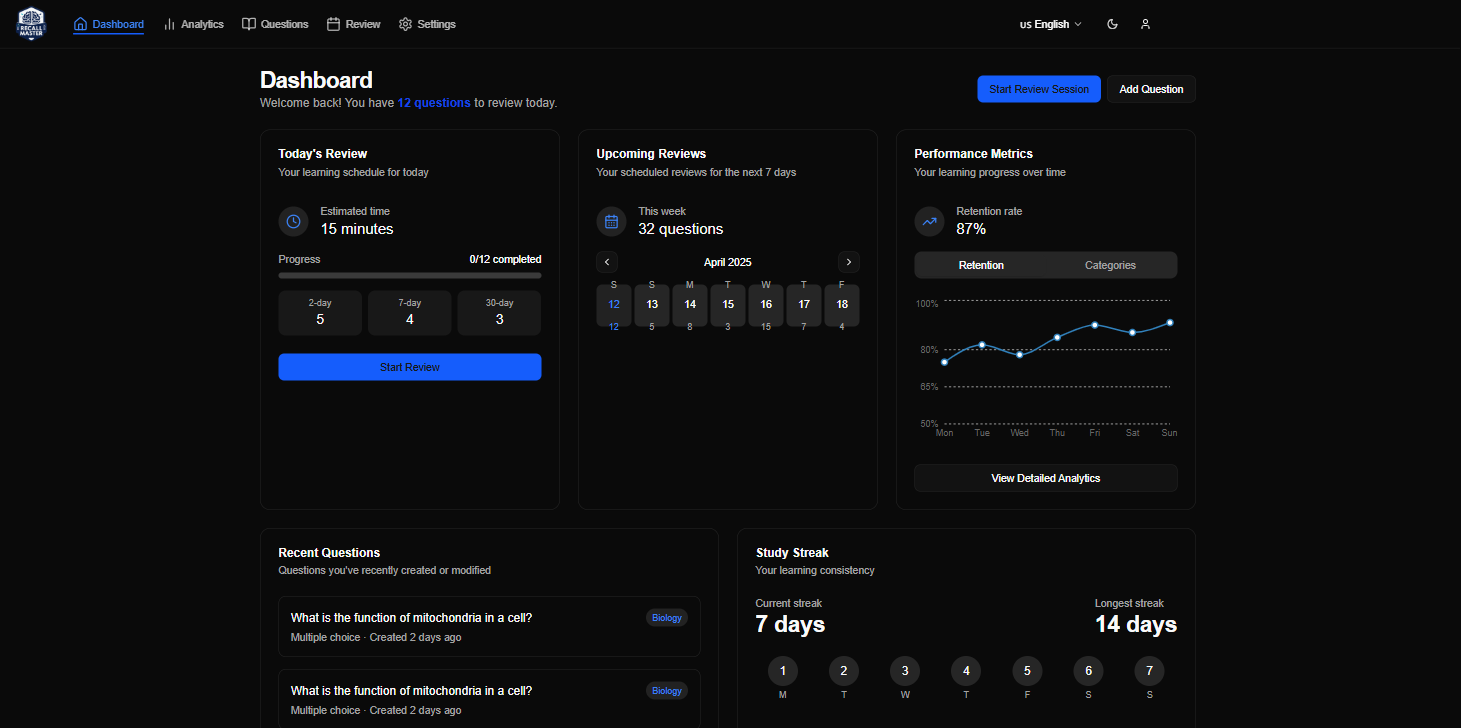 RECALL
MASTER
Dashboard
Analytics
Questions
Review
Settings
us English
Dashboard
Welcome back! You have 12 questions to review today.
Start Review Session
Add Question
Today's Review
Your learning schedule for today
Estimated time
15 minutes
Progress
0/12 completed
2-day
7-day
30-day
5
4
3
Start Review
Upcoming Reviews
Your scheduled reviews for the next 7 days
This week
32 questions
April 2025
S S M T W T F
12 13 14 15 16 17 18
12 5 8 3 15 7 4
Performance Metrics
Your learning progress over time
Retention rate
87%
Retention
Categories
100%
80%
65%
50%
Mon Tue Wed Thu Fri Sat Sun
View Detailed Analytics
Recent Questions
Questions you've recently created or modified
What is the function of mitochondria in a cell?
Biology
Multiple choice · Created 2 days ago
What is the function of mitochondria in a cell?
Biology
Multiple choice · Created 2 days ago
Study Streak
Your learning consistency
Current streak
7 days
Longest streak
14 days
1 2 3 4 5 6 7
M T W T F S S